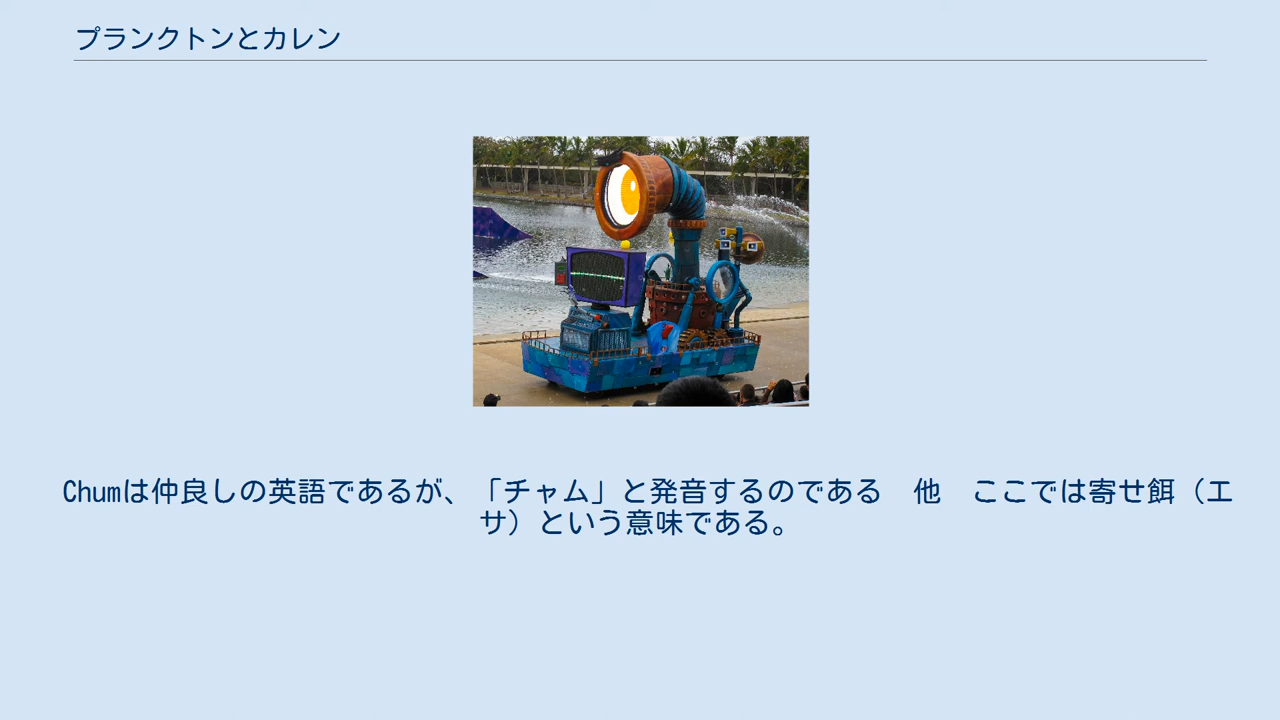 プランクトンとカレン
Chumは仲良しの英語であるが、「チャム」と発音するのである　他　ここでは寄せ餌（エ
サ）という意味である。